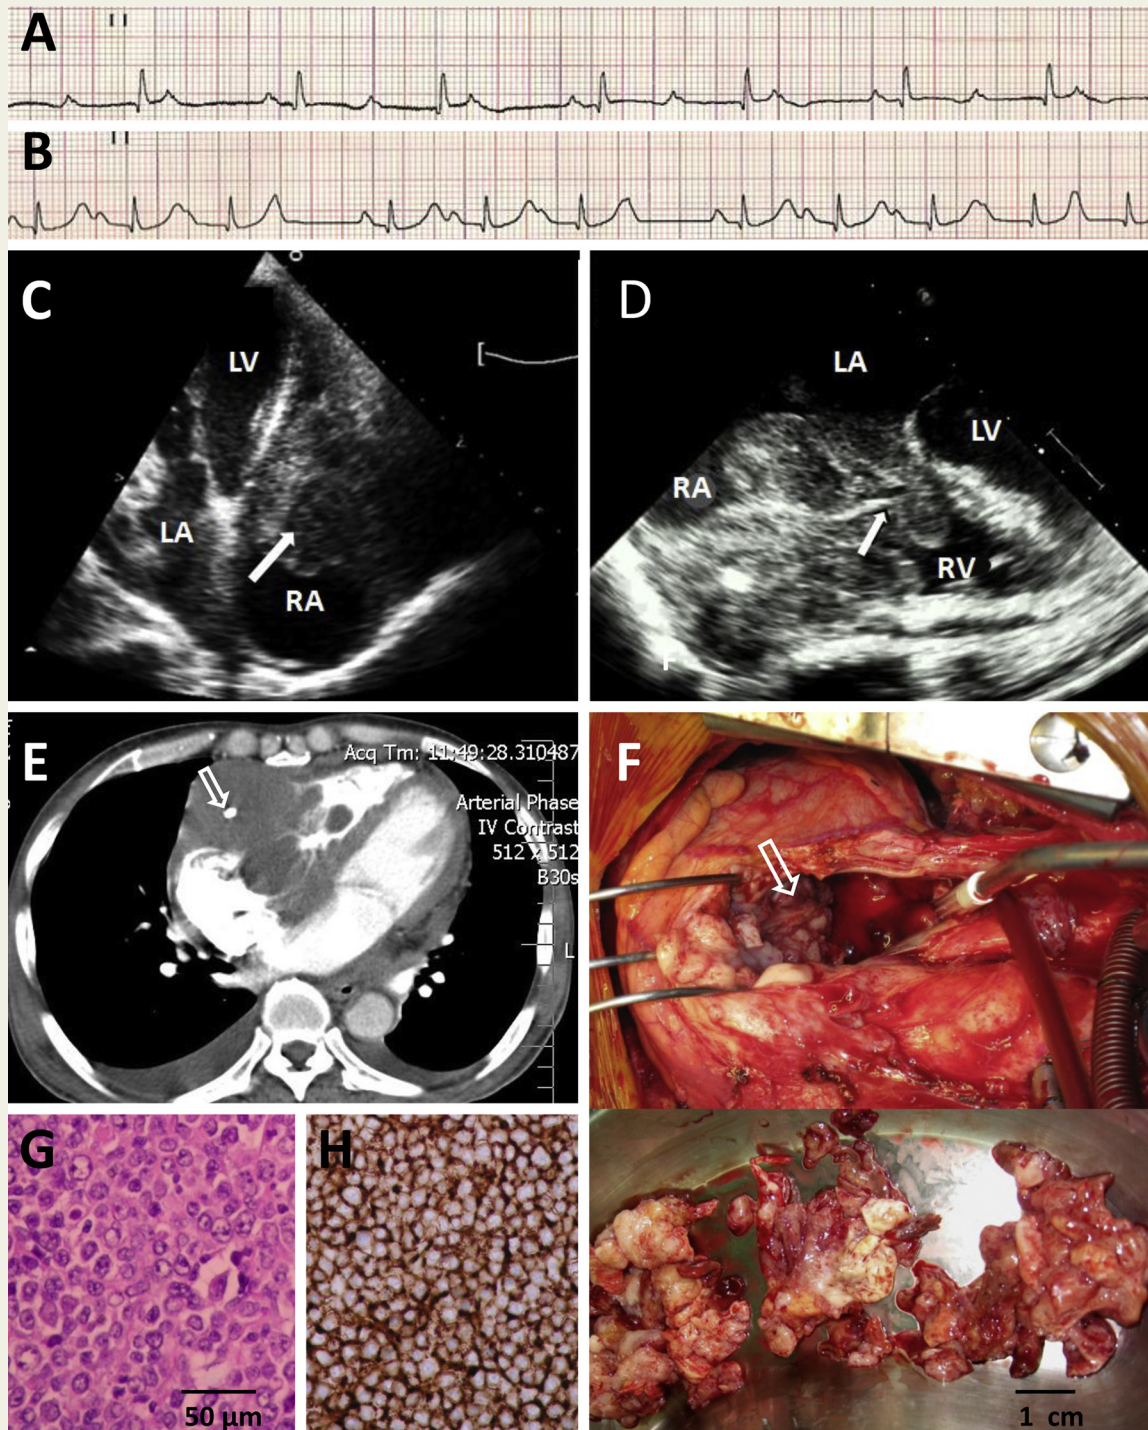 A
II
B
II
C
LV
LA
RA
D
LA
LV
RA
RV
E
Acq Tm: 11:49:28.310487
Arterial Phase
IV Contrast
512 X 512
B30s
L
F
G
50 µm
H
1 cm